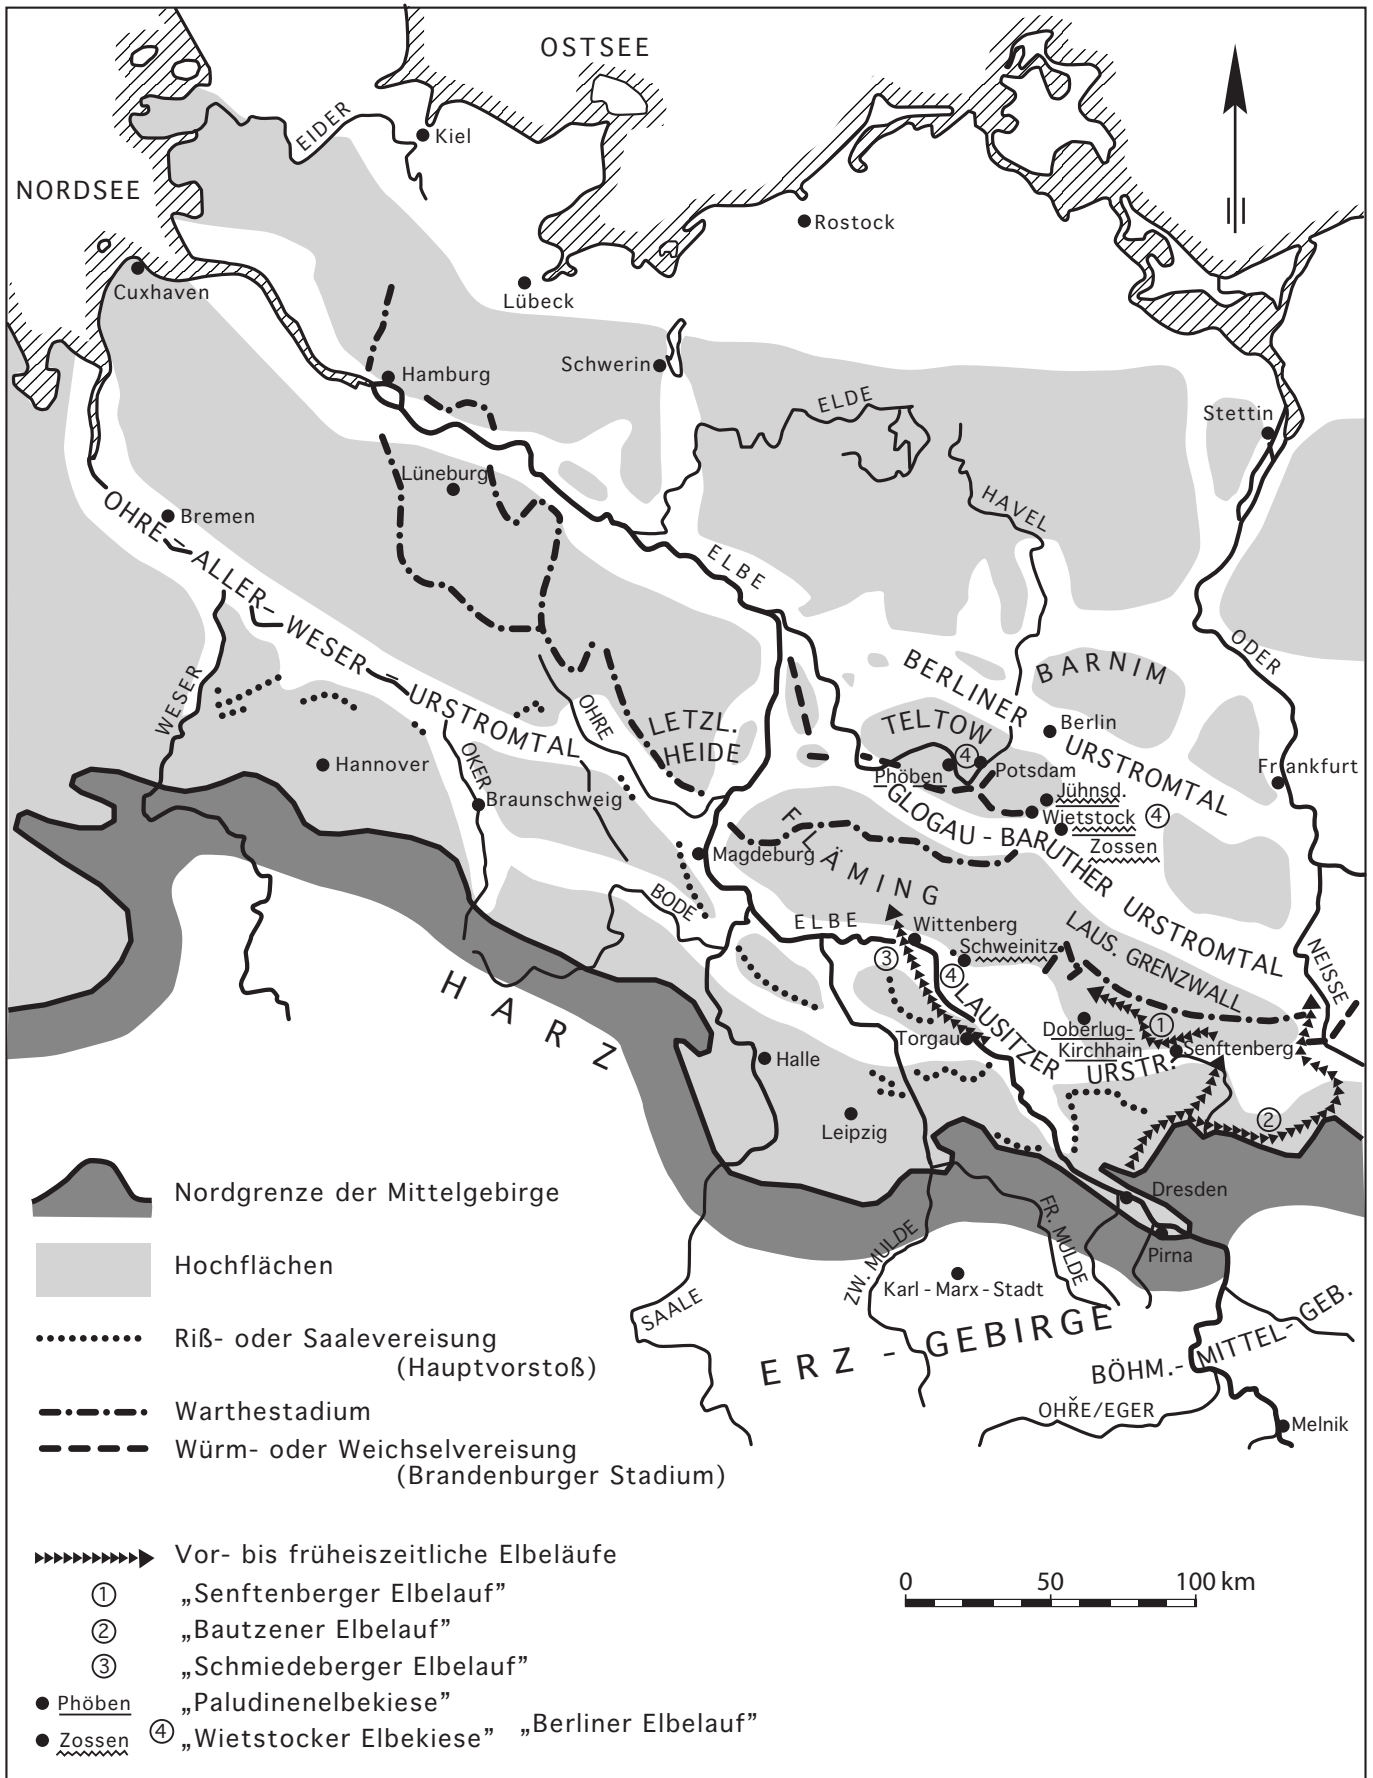 OSTSEE
EIDER
Kiel
NORDSEE
Rostock
Cuxhaven
Lübeck
Schwerin
Hamburg
ELDE
Stettin
Lüneburg
HAVEL
Bremen
OHRE – ALLER – WESER – URSTROMTAL
ELBE
WESER
ODER
BERLINER URSTROMTAL
BARNIM
OHRE
LETZL.
HEIDE
TELTOW
Berlin
Hannover
OKER
④
Potsdam
Frankfurt
Phöben
Braunschweig
Jühnsd.
Wietstock ④
Zossen
GLOGAU - BARUTHER URSTROMTAL
FLÄMING
Magdeburg
BODE
ELBE
Wittenberg
Schweinitz
LAUS. GRENZWALL
NEISSE
③
④
HARZ
LAUSITZER
URSTR.
Torgau
Doberlug-
Kirchhain
①
Senftenberg
Halle
Leipzig
②
Dresden
Pirna
ZW. MULDE
FR. MULDE
Karl - Marx - Stadt
SAALE
ERZ - GEBIRGE
BÖHM. - MITTEL - GEB.
OHŘE/EGER
Melnik
Nordgrenze der Mittelgebirge
Hochflächen
Riß- oder Saalevereisung
(Hauptvorstoß)
Warthestadium
Würm- oder Weichselvereisung
(Brandenburger Stadium)
Vor- bis früheiszeitliche Elbeläufe
① „Senftenberger Elbelauf”
② „Bautzener Elbelauf”
③ „Schmiedeberger Elbelauf”
Phöben „Paludinenelbekiese”
Zossen ④ „Wietstocker Elbekiese” „Berliner Elbelauf”
0 50 100 km